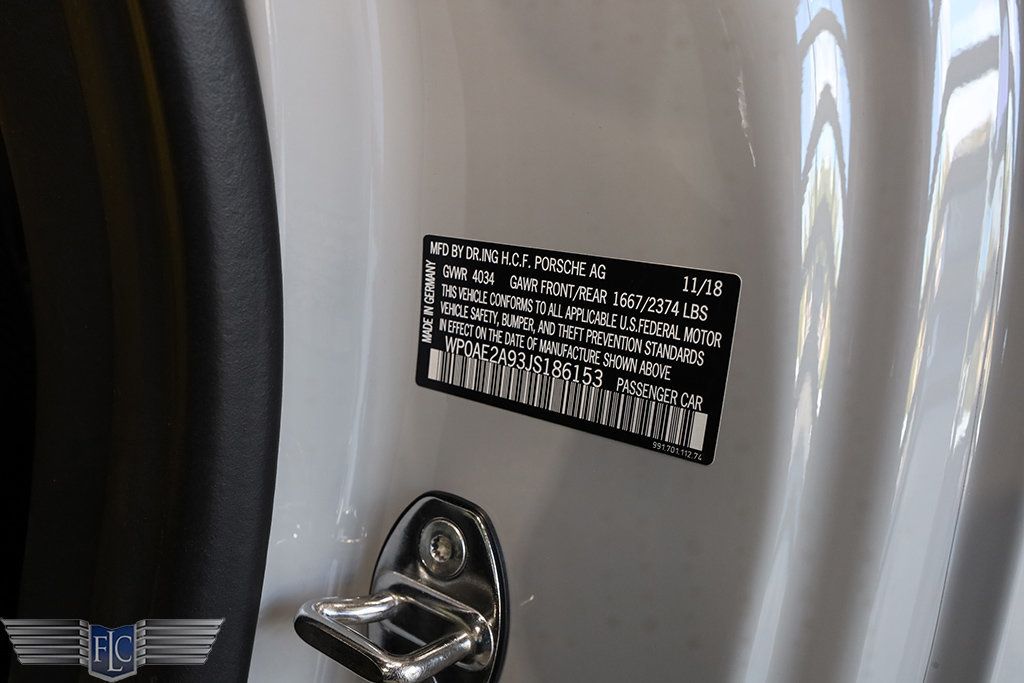 MFD BY DR.ING H.C.F. PORSCHE AG 11/18
GVWR 4034 GAWR FRONT/REAR 1667/2374 LBS
THIS VEHICLE CONFORMS TO ALL APPLICABLE U.S.FEDERAL MOTOR
VEHICLE SAFETY, BUMPER, AND THEFT PREVENTION STANDARDS
IN EFFECT ON THE DATE OF MANUFACTURE SHOWN ABOVE
WP0AE2A93JS186153 PASSENGER CAR
991.701.112.74
MADE IN GERMANY
FLC